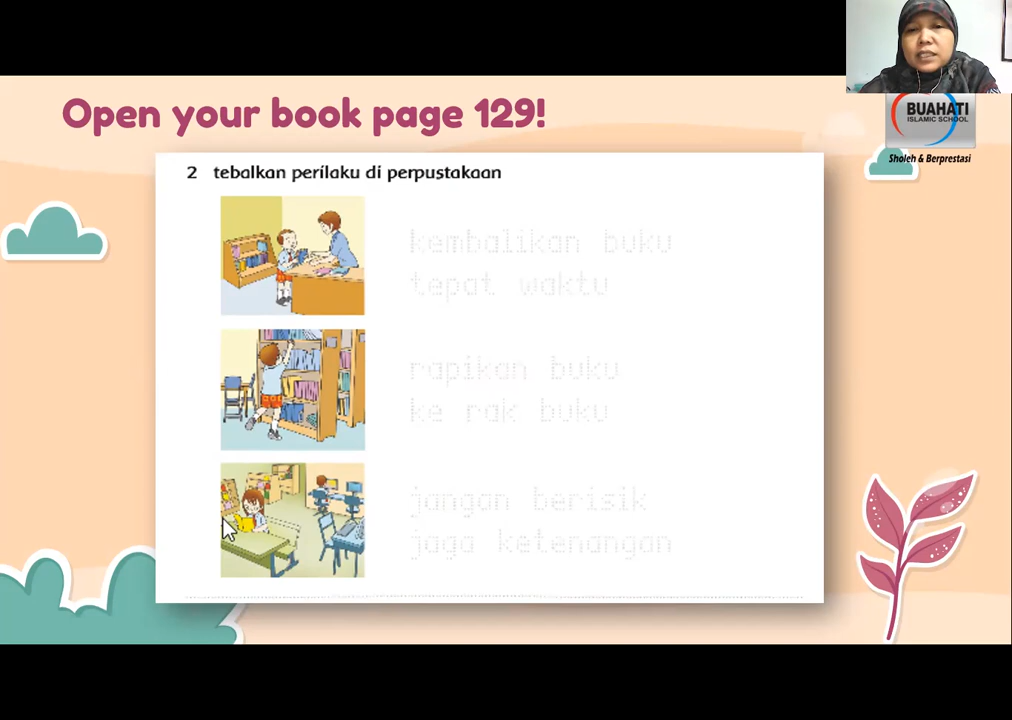 Open your book page 129!
BUAHATI
ISLAMIC SCHOOL
Sholeh & Berprestasi
2 tebalkan perilaku di perpustakaan
kembalikan buku
tepat waktu
rapikan buku
ke rak buku
jangan berisik
jaga ketenangan